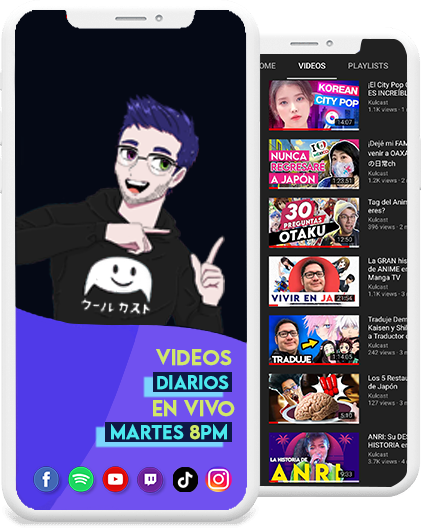 クールカスト
VIDEOS
DIARIOS
EN VIVO
MARTES 8PM
OME
VIDEOS
PLAYLISTS
KOREAN
CITY POP
14:07
¡El City Pop C
ES INCREÍBL
Kulcast
1.1K views · 1
NUNCA
REGRESARÉ
A JAPÓN
1:23:51
¡Dejé mi FAM
venir a OAXA
の日常ch
Kulcast
1.2K views · 2
30
PREGUNTAS
OTAKU
12:50
Tag del Anim
eres?
Kulcast
396 views · 2 m
VIVIR EN JA
21:54
La GRAN his
de ANIME en
Manga TV
Kulcast
1.1K views · 3
TRADUJE
1:14:05
Traduje Dem
Kaisen y Shi
a Traductor d
Kulcast
242 views · 3 m
5:10
Los 5 Restau
de Japón
Kulcast
127 views · 3 m
LA HISTORIA DE
ANRI
9:33
ANRI: Su DES
HISTORIA en
Kulcast
3.7K views · 4